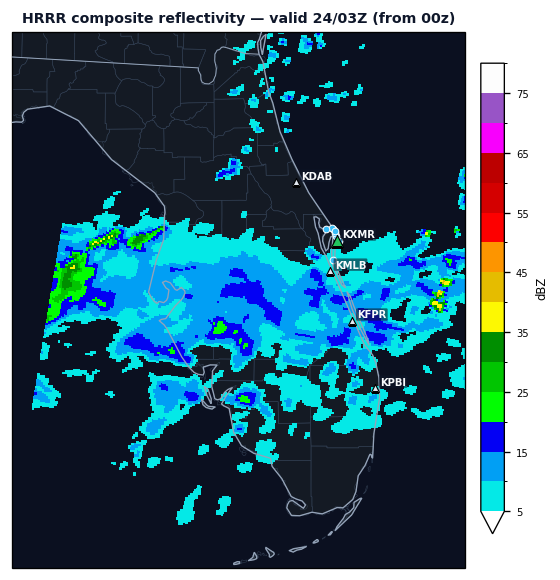 HRRR composite reflectivity — valid 24/03Z (from 00z)
KDAB
KXMR
KMLB
KFPR
KPBI
75
65
55
45
35
25
15
5
dBZ